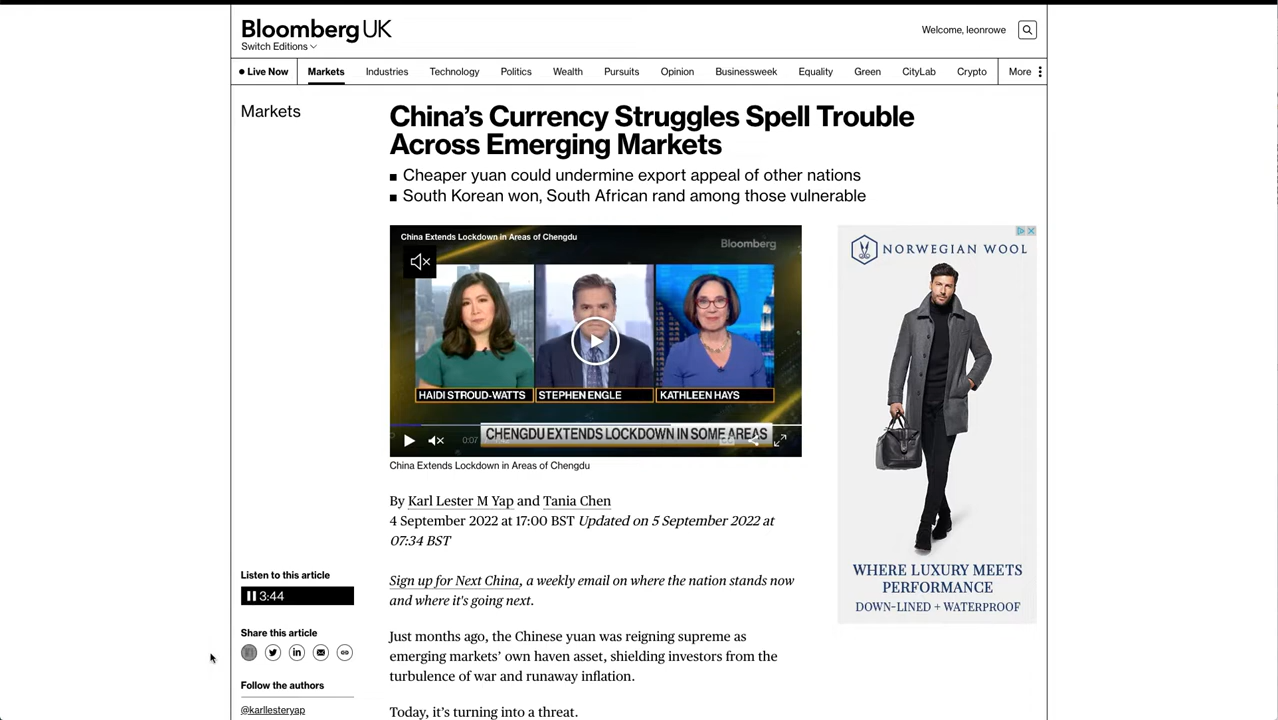 Bloomberg UK
Switch Editions
Welcome, leonrowe
Live Now Markets Industries Technology Politics Wealth Pursuits Opinion Businessweek Equality Green CityLab Crypto More
Markets
China's Currency Struggles Spell Trouble
Across Emerging Markets
■ Cheaper yuan could undermine export appeal of other nations
■ South Korean won, South African rand among those vulnerable
China Extends Lockdown in Areas of Chengdu
Bloomberg
HAIDI STROUD-WATTS STEPHEN ENGLE KATHLEEN HAYS
CHENGDU EXTENDS LOCKDOWN IN SOME AREAS
0:07
China Extends Lockdown in Areas of Chengdu
NORWEGIAN WOOL
WHERE LUXURY MEETS
PERFORMANCE
DOWN-LINED + WATERPROOF
By Karl Lester M Yap and Tania Chen
4 September 2022 at 17:00 BST Updated on 5 September 2022 at
07:34 BST
Listen to this article
3:44
Share this article
Follow the authors
@karllesteryap
Sign up for Next China, a weekly email on where the nation stands now
and where it's going next.
Just months ago, the Chinese yuan was reigning supreme as
emerging markets' own haven asset, shielding investors from the
turbulence of war and runaway inflation.
Today, it's turning into a threat.